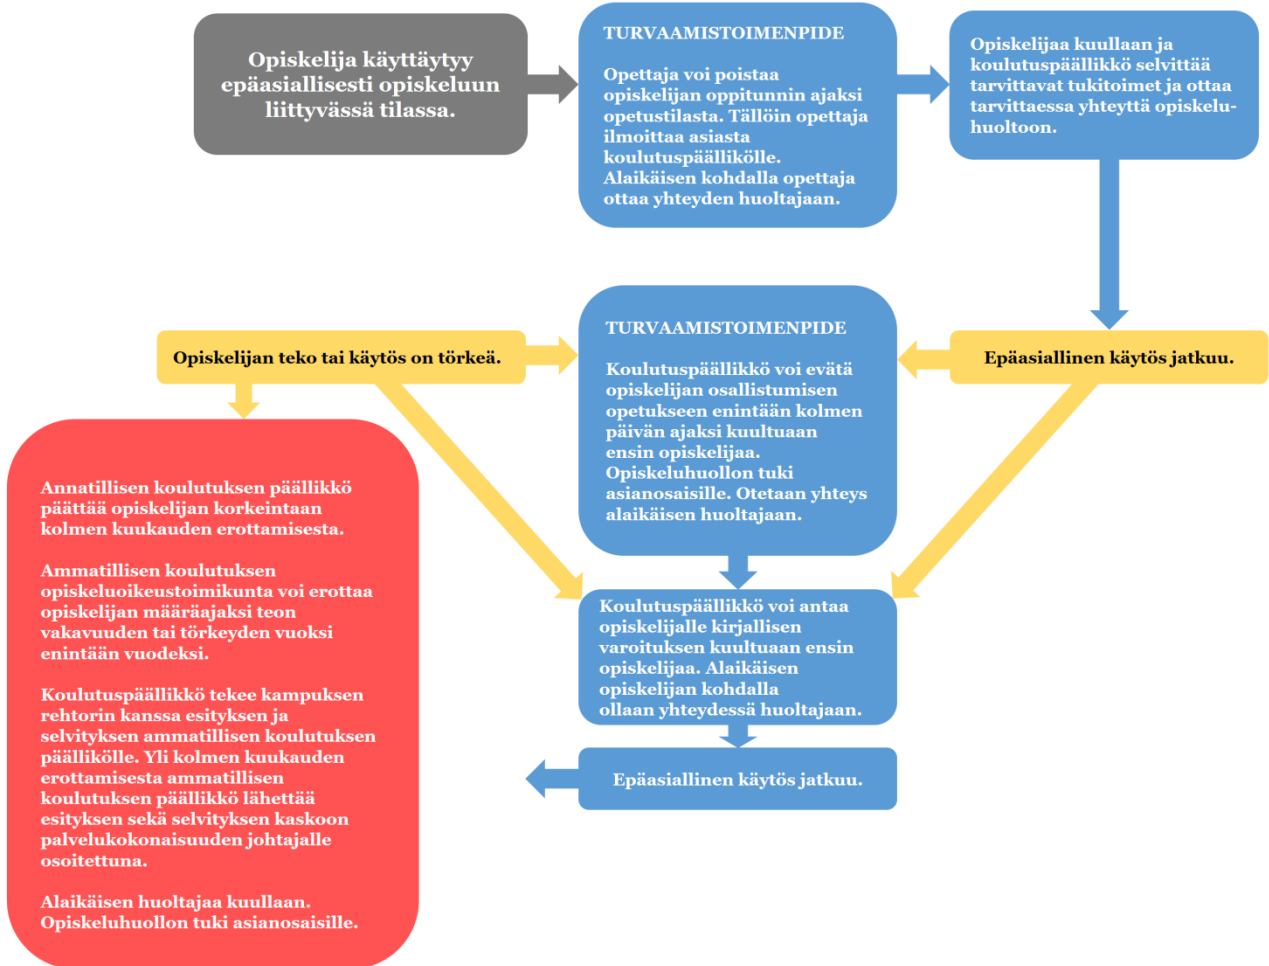 Opiskelija käyttäytyy
epäasiallisesti opiskeluun
liittyvässä tilassa.
TURVAAMISTOIMENPIDE
Opettaja voi poistaa
opiskelijan oppitunnin ajaksi
opetustilasta. Tällöin opettaja
ilmoittaa asiasta
koulutuspäällikölle.
Alaikäisen kohdalla opettaja
ottaa yhteyden huoltajaan.
Opiskelijaa kuullaan ja
koulutuspäällikkö selvittää
tarvittavat tukitoimet ja ottaa
tarvittaessa yhteyttä opiskelu-
huoltoon.
Opiskelijan teko tai käytös on törkeä.
TURVAAMISTOIMENPIDE
Koulutuspäällikkö voi evätä
opiskelijan osallistumisen
opetukseen enintään kolmen
päivän ajaksi kuultuaan
ensin opiskelijaa.
Opiskeluhuollon tuki
asianosaisille. Otetaan yhteys
alaikäisen huoltajaan.
Epäasiallinen käytös jatkuu.
Annatillisen koulutuksen päällikkö
päättää opiskelijan korkeintaan
kolmen kuukauden erottamisesta.
Ammatillisen koulutuksen
opiskeluoikeustoimikunta voi erottaa
opiskelijan määräajaksi teon
vakavuuden tai törkeyden vuoksi
enintään vuodeksi.
Koulutuspäällikkö tekee kampuksen
rehtorin kanssa esityksen ja
selvityksen ammatillisen koulutuksen
päällikölle. Yli kolmen kuukauden
erottamisesta ammatillisen
koulutuksen päällikkö lähettää
esityksen sekä selvityksen kaskoon
palvelukokonaisuuden johtajalle
osoitettuna.
Alaikäisen huoltajaa kuullaan.
Opiskeluhuollon tuki asianosaisille.
Koulutuspäällikkö voi antaa
opiskelijalle kirjallisen
varoituksen kuultuaan ensin
opiskelijaa. Alaikäisen
opiskelijan kohdalla
ollaan yhteydessä huoltajaan.
Epäasiallinen käytös jatkuu.